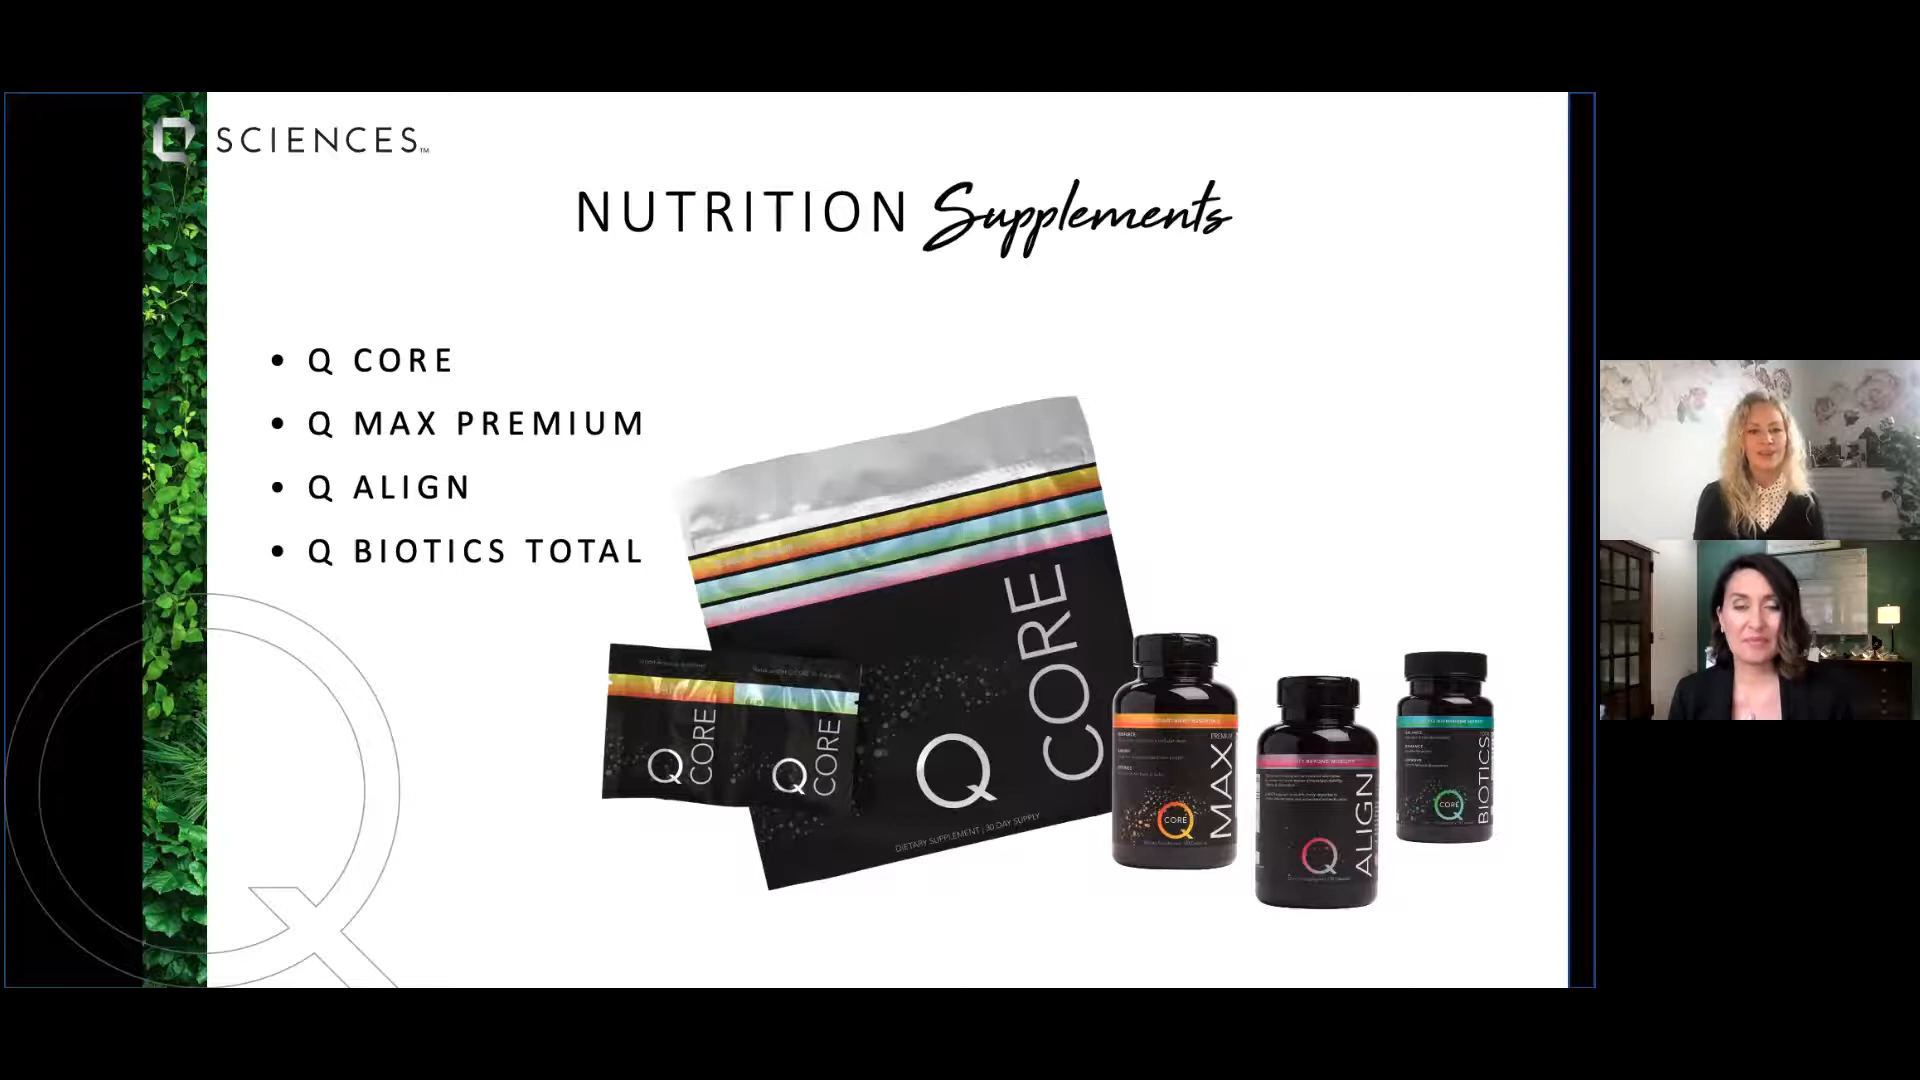 Q SCIENCES™
NUTRITION Supplements
• Q CORE
• Q MAX PREMIUM
• Q ALIGN
• Q BIOTICS TOTAL
Q CORE
Q CORE
Q CORE
DIETARY SUPPLEMENT | 30 DAY SUPPLY
MAX PREMIUM
CORE
Q
ALIGN
Q
BIOTICS
CORE